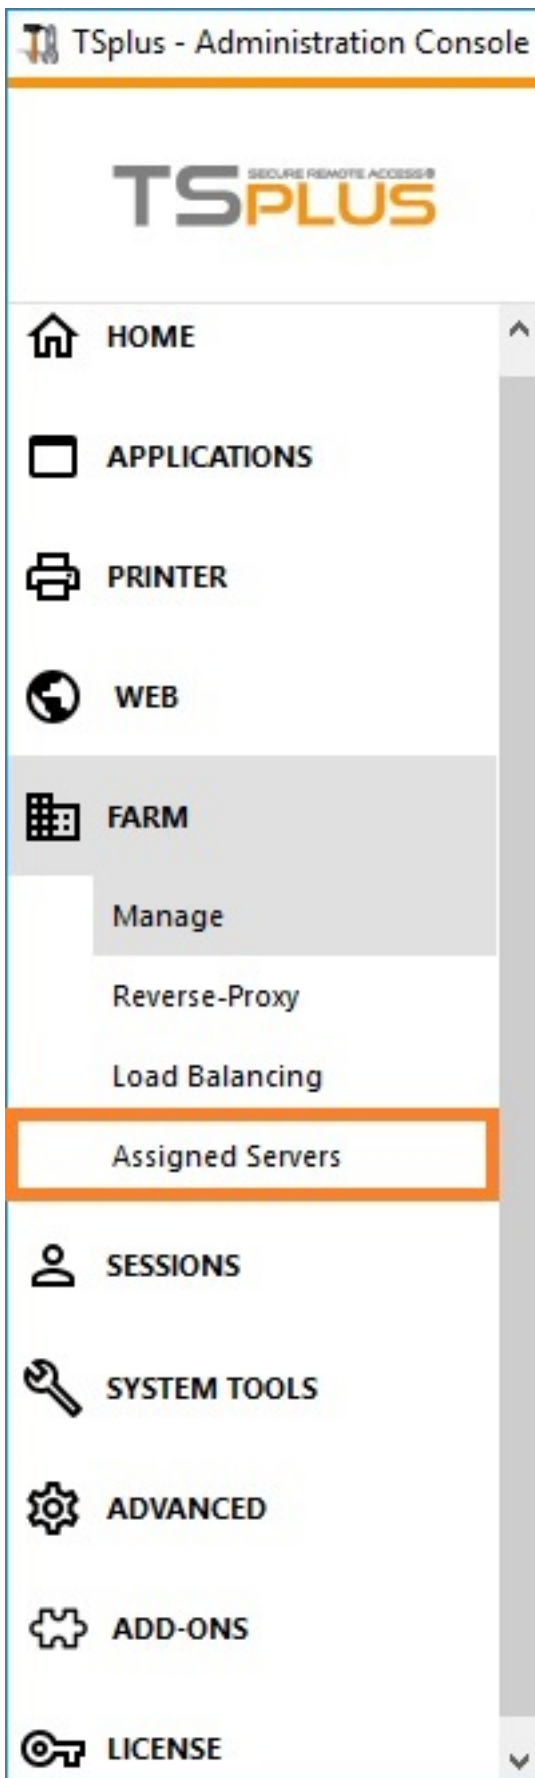 TSplus - Administration Console
TSPLUS
SECURE REMOTE ACCESS®
HOME
APPLICATIONS
PRINTER
WEB
FARM
Manage
Reverse-Proxy
Load Balancing
Assigned Servers
SESSIONS
SYSTEM TOOLS
ADVANCED
ADD-ONS
LICENSE